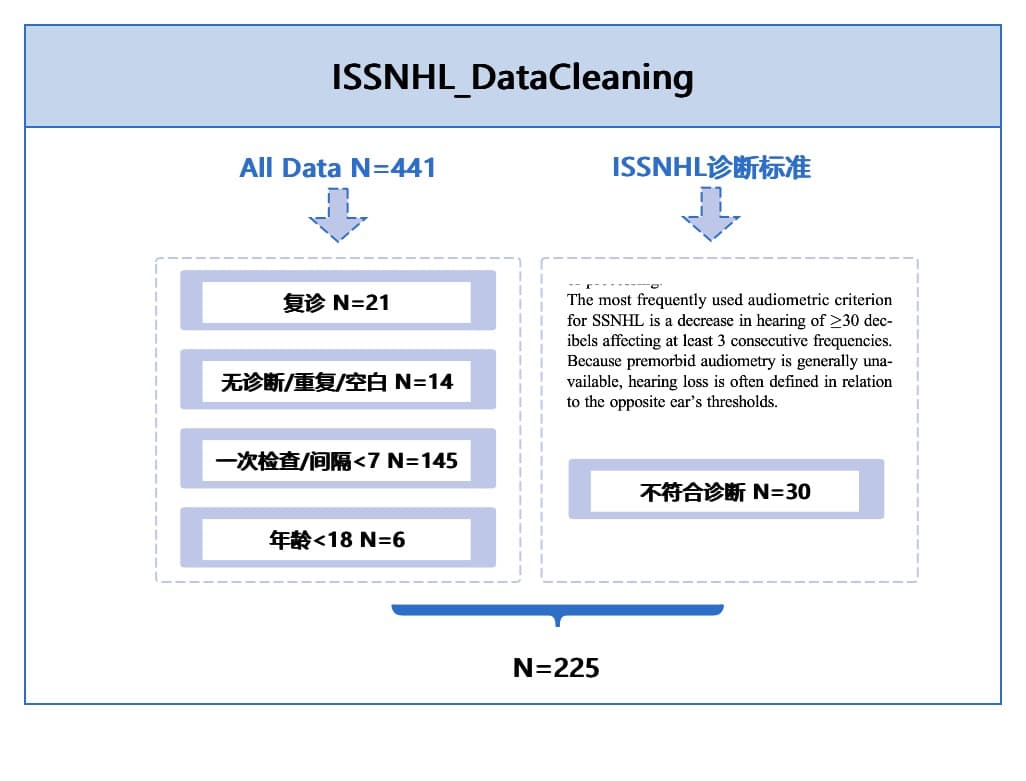 ISSNHL_DataCleaning
All Data N=441
复诊 N=21
无诊断/重复/空白 N=14
一次检查/间隔<7 N=145
年龄<18 N=6
ISSNHL诊断标准
The most frequently used audiometric criterion
for SSNHL is a decrease in hearing of ≥30 dec-
ibels affecting at least 3 consecutive frequencies.
Because premorbid audiometry is generally una-
vailable, hearing loss is often defined in relation
to the opposite ear’s thresholds.
不符合诊断 N=30
N=225